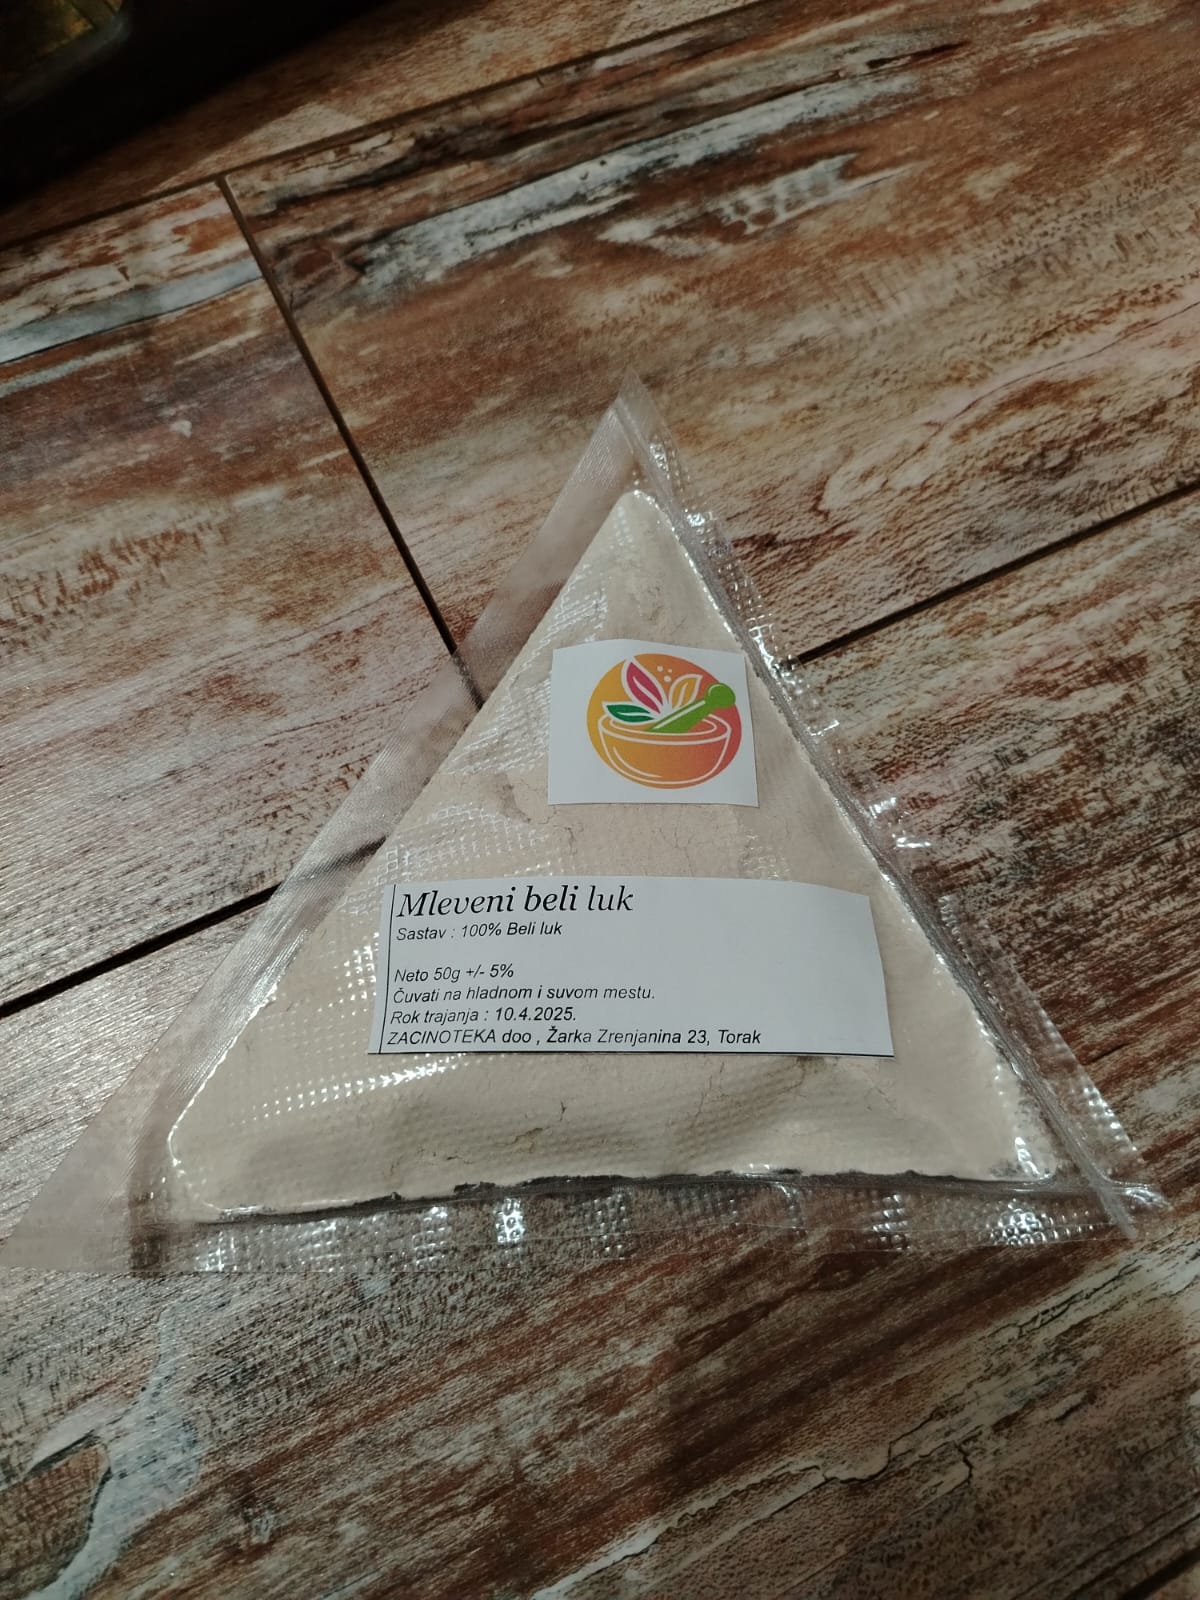 Mleveni beli luk
Sastav : 100% Beli luk
Neto 50g +/- 5%
Čuvati na hladnom i suvom mestu.
Rok trajanja : 10.4.2025.
ZACINOTEKA doo , Žarka Zrenjanina 23, Torak